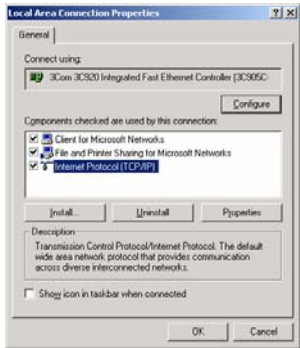 Local Area Connection Properties
General
Connect using:
3Com 3C920 Integrated Fast Ethernet Controller (3C905C-
Configure
Components checked are used by this connection:
Client for Microsoft Networks
File and Printer Sharing for Microsoft Networks
Internet Protocol (TCP/IP)
Install...
Uninstall
Properties
Description
Transmission Control Protocol/Internet Protocol. The default
wide area network protocol that provides communication
across diverse interconnected networks.
Show icon in taskbar when connected
OK
Cancel